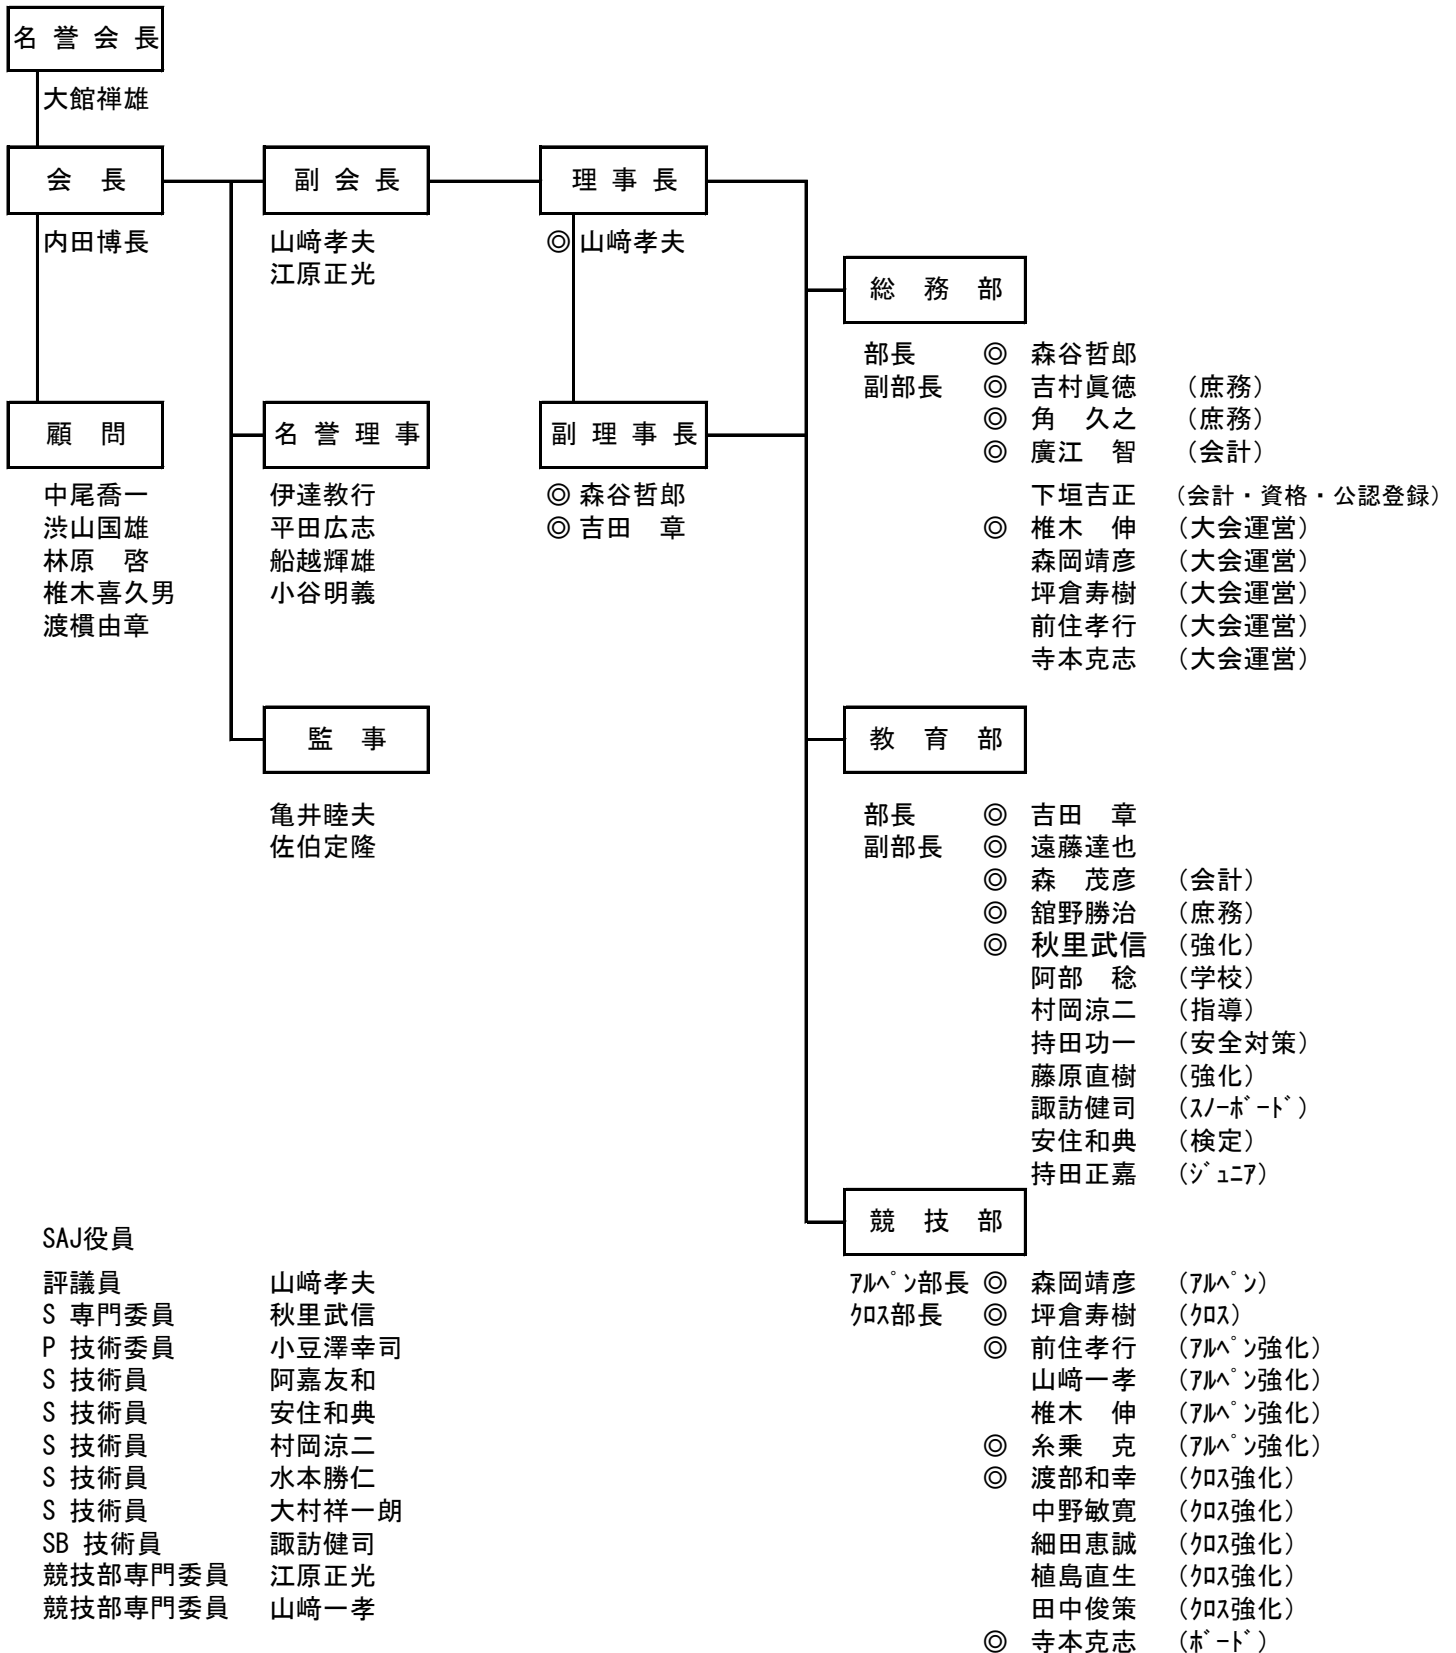 名 誉 会 長
大館禅雄
会　長
内田博長
顧　問
中尾喬一
渋山国雄
林原　啓
椎木喜久男
渡櫃由章
副 会 長
山﨑孝夫
江原正光
名 誉 理 事
伊達教行
平田広志
船越輝雄
小谷明義
監　事
亀井睦夫
佐伯定隆
理 事 長
◎ 山﨑孝夫
副 理 事 長
◎ 森谷哲郎
◎ 吉田　章
総　務　部
部長　◎　森谷哲郎
副部長　◎　吉村眞徳　（庶務）
◎　角　久之　（庶務）
◎　廣江　智　（会計）
下垣吉正　（会計・資格・公認登録）
◎　椎木　伸　（大会運営）
森岡靖彦　（大会運営）
坪倉寿樹　（大会運営）
前住孝行　（大会運営）
寺本克志　（大会運営）
教　育　部
部長　◎　吉田　章
副部長　◎　遠藤達也
◎　森　茂彦　（会計）
◎　舘野勝治　（庶務）
◎　秋里武信　（強化）
阿部　稔　（学校）
村岡涼二　（指導）
持田功一　（安全対策）
藤原直樹　（強化）
諏訪健司　（ｽﾉｰﾎﾞｰﾄﾞ）
安住和典　（検定）
持田正嘉　（ｼﾞｭﾆｱ）
競　技　部
ｱﾙﾍﾟﾝ部長　◎　森岡靖彦　（ｱﾙﾍﾟﾝ）
ｸﾛｽ部長　◎　坪倉寿樹　（ｸﾛｽ）
◎　前住孝行　（ｱﾙﾍﾟﾝ強化）
山﨑一孝　（ｱﾙﾍﾟﾝ強化）
椎木　伸　（ｱﾙﾍﾟﾝ強化）
◎　糸乗　克　（ｱﾙﾍﾟﾝ強化）
◎　渡部和幸　（ｸﾛｽ強化）
中野敏寛　（ｸﾛｽ強化）
細田恵誠　（ｸﾛｽ強化）
植島直生　（ｸﾛｽ強化）
田中俊策　（ｸﾛｽ強化）
◎　寺本克志　（ﾎﾞｰﾄﾞ）
SAJ役員
評議員　山﨑孝夫
S 専門委員　秋里武信
P 技術委員　小豆澤幸司
S 技術員　阿嘉友和
S 技術員　安住和典
S 技術員　村岡涼二
S 技術員　水本勝仁
S 技術員　大村祥一朗
SB 技術員　諏訪健司
競技部専門委員　江原正光
競技部専門委員　山﨑一孝